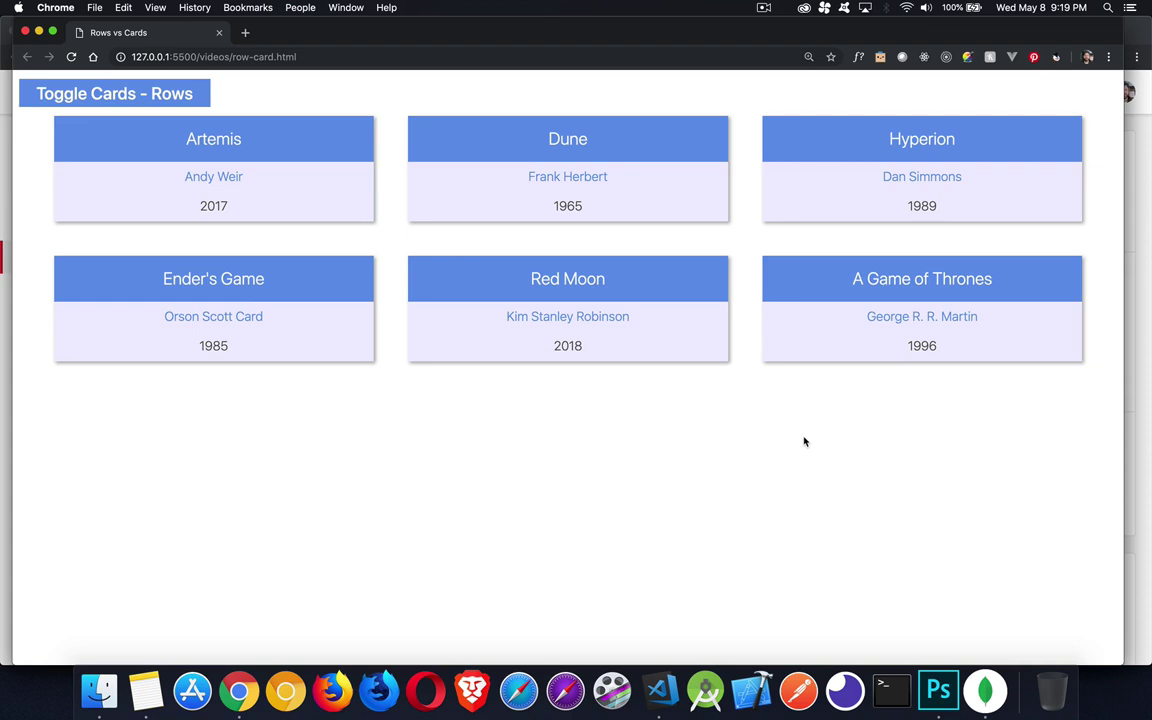 Chrome File Edit View History Bookmarks People Window Help 100% Wed May 8 9:19 PM
Rows vs Cards
127.0.0.1:5500/videos/row-card.html f?
Toggle Cards - Rows
Artemis Dune Hyperion
Andy Weir Frank Herbert Dan Simmons
2017 1965 1989
Ender's Game Red Moon A Game of Thrones
Orson Scott Card Kim Stanley Robinson George R. R. Martin
1985 2018 1996
>_ Ps